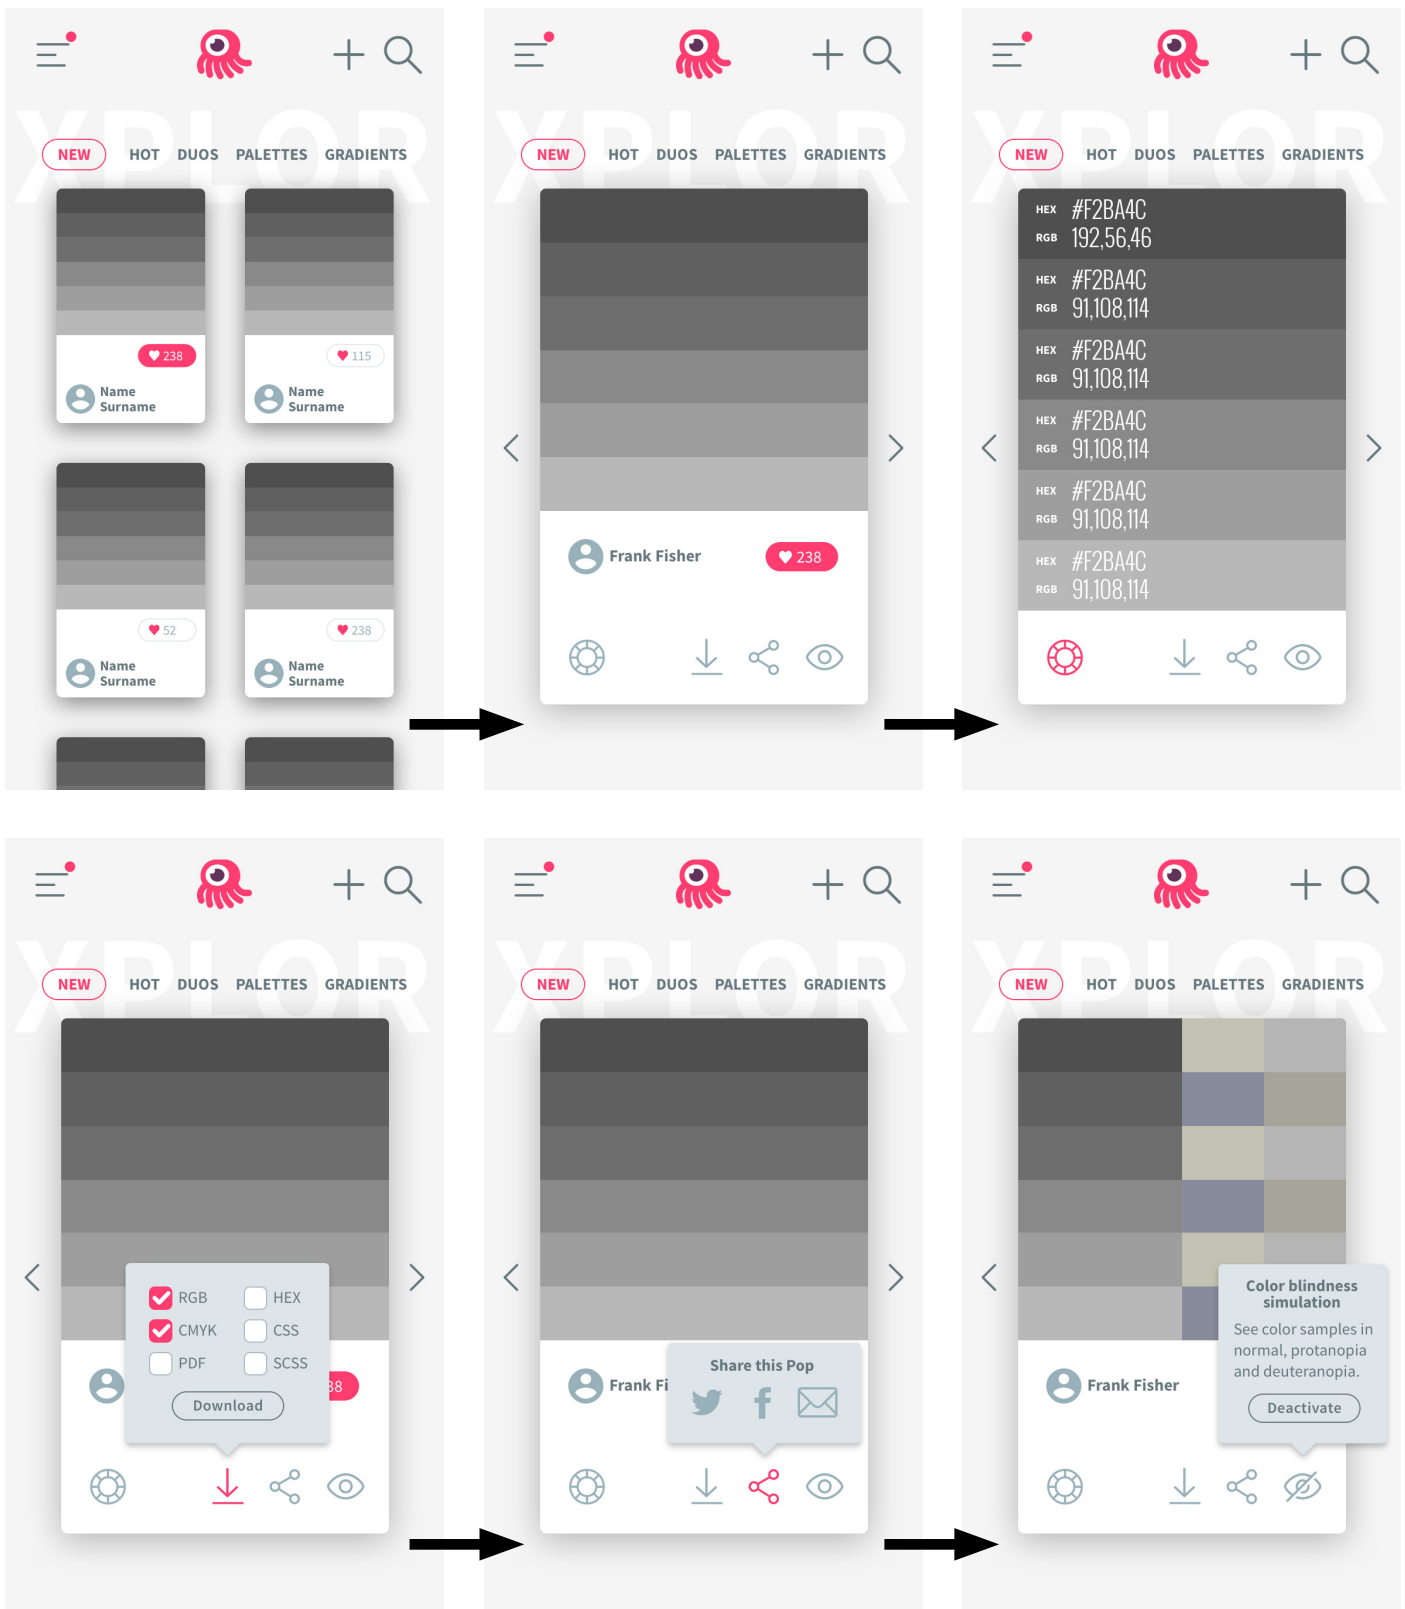 XPLOR
NEW HOT DUOS PALETTES GRADIENTS
238
115
Name
Surname
Name
Surname
52
238
Name
Surname
Name
Surname
XPLOR
NEW HOT DUOS PALETTES GRADIENTS
Frank Fisher 238
XPLOR
NEW HOT DUOS PALETTES GRADIENTS
HEX #F2BA4C
RGB 192,56,46
HEX #F2BA4C
RGB 91,108,114
HEX #F2BA4C
RGB 91,108,114
HEX #F2BA4C
RGB 91,108,114
HEX #F2BA4C
RGB 91,108,114
HEX #F2BA4C
RGB 91,108,114
XPLOR
NEW HOT DUOS PALETTES GRADIENTS
RGB HEX
CMYK CSS
PDF SCSS
38
Download
XPLOR
NEW HOT DUOS PALETTES GRADIENTS
Share this Pop
Frank Fi
XPLOR
NEW HOT DUOS PALETTES GRADIENTS
Color blindness
simulation
See color samples in
normal, protanopia
and deuteranopia.
Frank Fisher
Deactivate